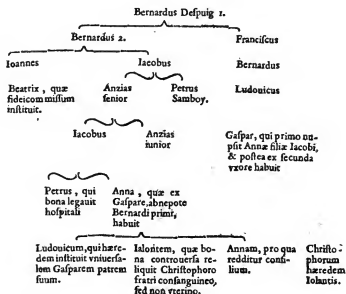 Bernardus Deſpuig 1.
Bernardus 2. Franciſcus
Ioannes Iacobus Bernardus
Beatrix , quæ Anzias Petrus Ludouicus
fideicommiſſum ſenior Samboy.
inſtituit.
Iacobus Anzias Gaſpar, qui primo nu-
iunior pſit Annæ filiæ Iacobi,
& poſtea ex ſecunda
vxore habuit
Petrus , qui Anna , quæ ex
bona legauit Gaſpare,abnepote
hoſpitali Bernardi primi,
habuit
Ludouicum,qui hære- Ialoitem, quæ bo- Annam, pro qua Chriſto-
dem inſtituit vniuerſa- na controuerſa re- redditur conſi- phorum
lem Gaſparem patrem liquit Chriſtophoro lium. hæredem
ſuum. fratri conſanguineo, Iolantis.
ſed non vterino.